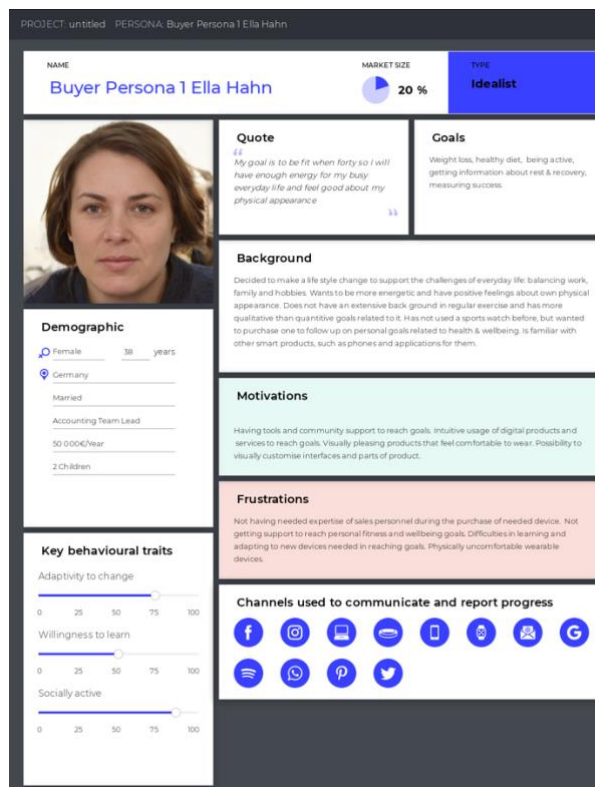 PROJECT: untitled PERSONA: Buyer Persona 1 Ella Hahn
NAME
Buyer Persona 1 Ella Hahn
MARKET SIZE
20 %
TYPE
Idealist
Quote
“
My goal is to be fit when forty so I will
have enough energy for my busy
everyday life and feel good about my
physical appearance
”
Goals
Weight loss, healthy diet, being active,
getting information about rest & recovery,
measuring success.
Background
Decided to make a life style change to support the challenges of everyday life: balancing work,
family and hobbies. Wants to be more energetic and have positive feelings about own physical
appearance. Does not have an extensive back ground in regular exercise and has more
qualitative than quantitive goals related to it. Has not used a sports watch before, but wanted
to purchase one to follow up on personal goals related to health & wellbeing. Is familiar with
other smart products, such as phones and applications for them.
Demographic
Female 38 years
Germany
Married
Accounting Team Lead
50 000€/Year
2 Children
Motivations
Having tools and community support to reach goals. Intuitive usage of digital products and
services to reach goals. Visually pleasing products that feel comfortable to wear. Possibility to
visually customise interfaces and parts of product.
Frustrations
Not having needed expertise of sales personnel during the purchase of needed device. Not
getting support to reach personal fitness and wellbeing goals. Difficulties in learning and
adapting to new devices needed in reaching goals. Physically uncomfortable wearable
devices.
Key behavioural traits
Adaptivity to change
0 25 50 75 100
Willingness to learn
0 25 50 75 100
Socially active
0 25 50 75 100
Channels used to communicate and report progress